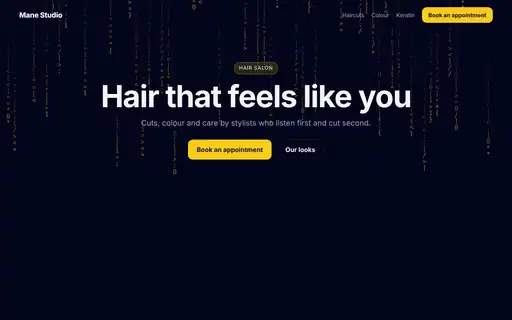 Mane Studio
Haircuts Colour Keratin Book an appointment
HAIR SALON
Hair that feels like you
Cuts, colour and care by stylists who listen first and cut second.
Book an appointment Our looks